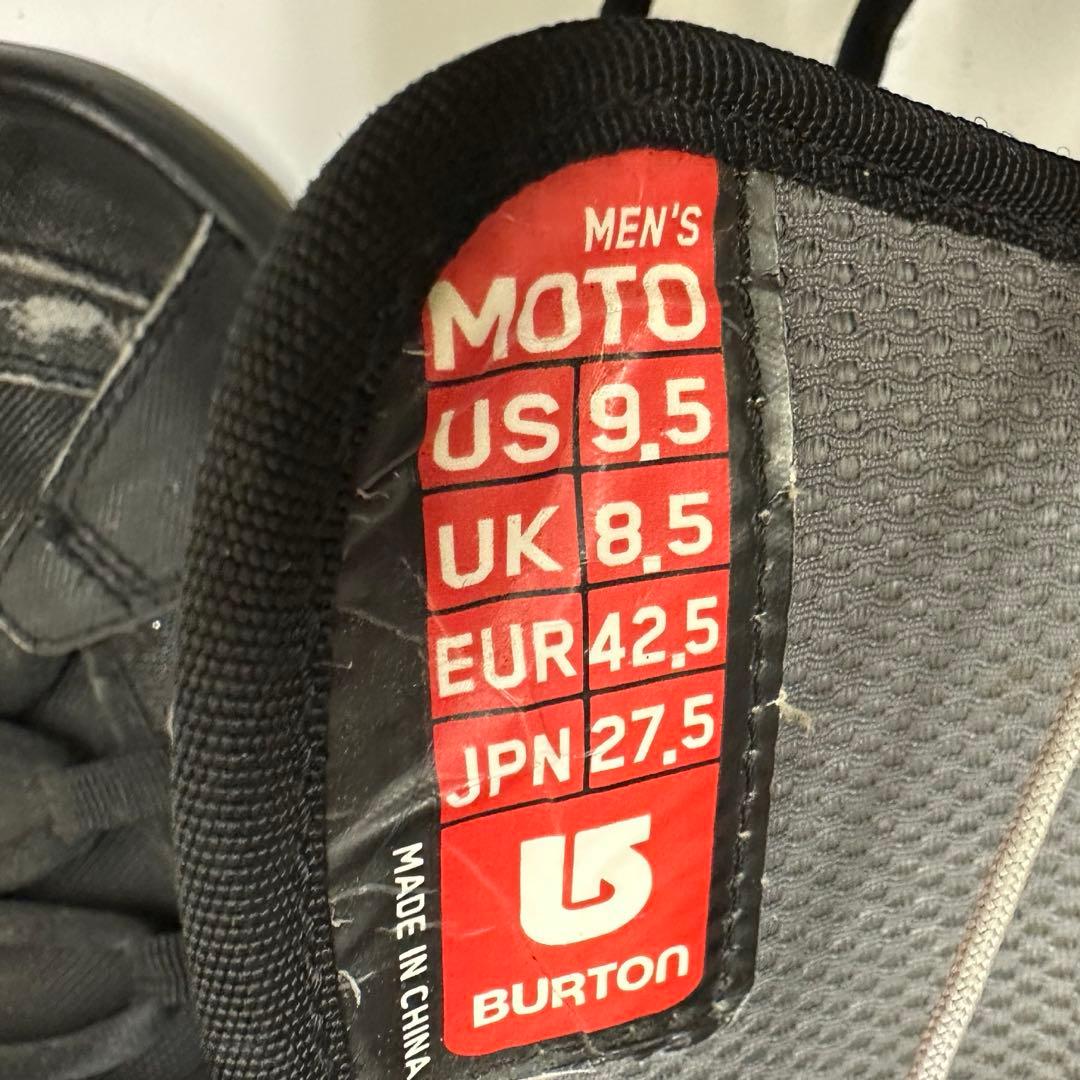 MEN'S
MOTO
US 9.5
UK 8.5
EUR 42.5
JPN 27.5
BURTON
MADE IN CHINA